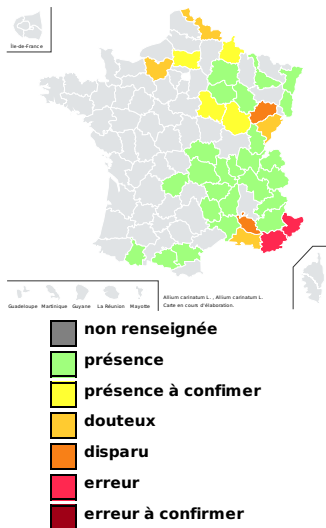 Île-de-France
Guadeloupe Martinique Guyane La Réunion Mayotte
Allium carinatum L. , Allium carinatum L.
Carte en cours d'élaboration.
non renseignée
présence
présence à confimer
douteux
disparu
erreur
erreur à confirmer